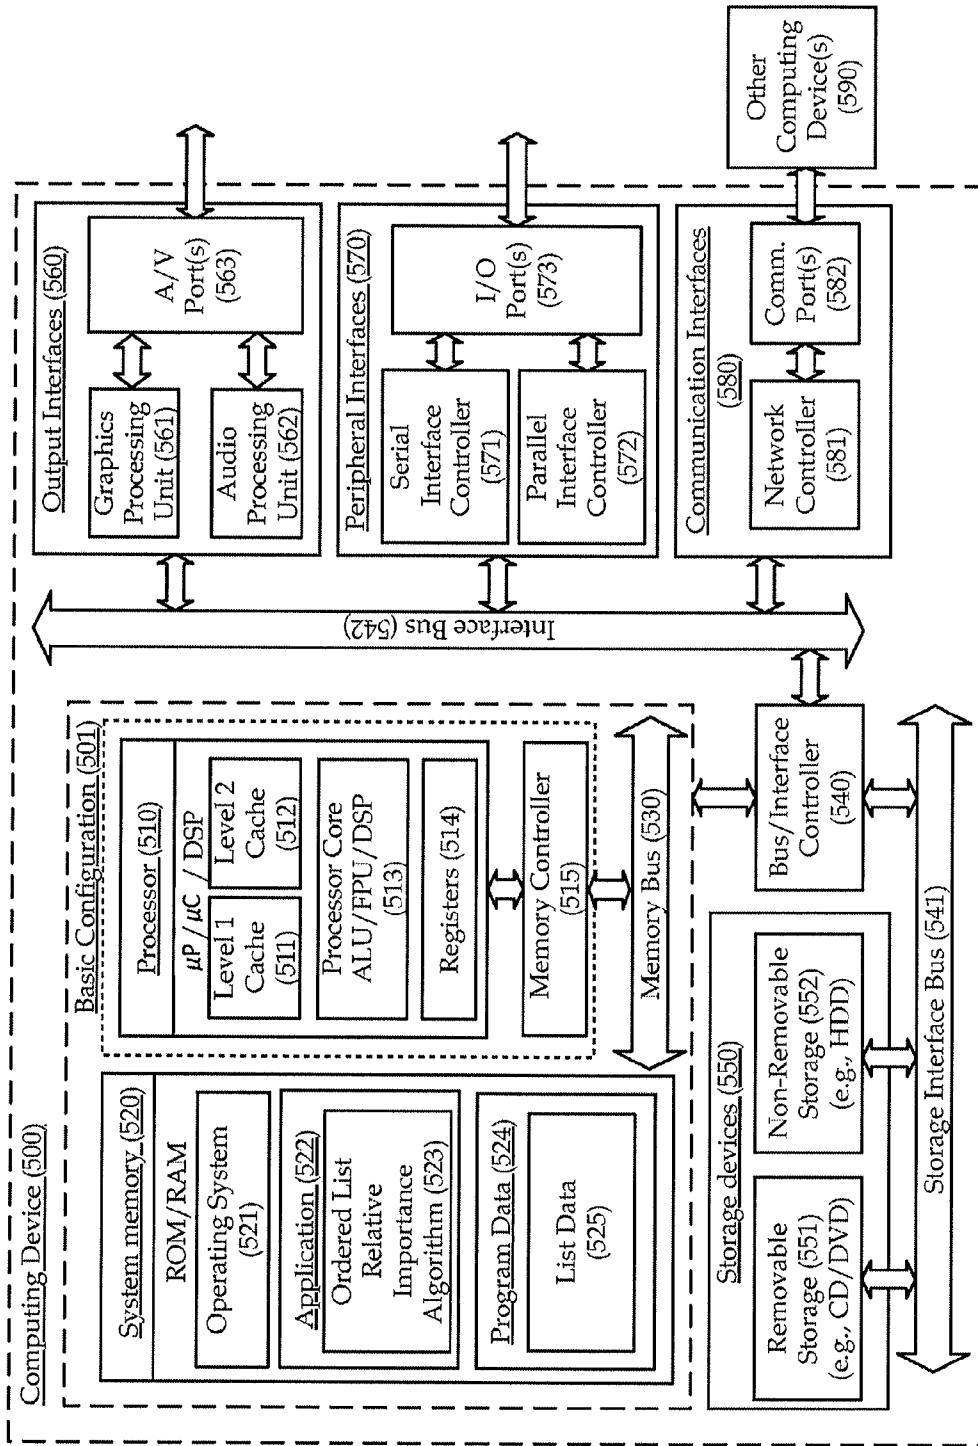 Computing Device (500)
Basic Configuration (501)
System memory (520)
ROM/RAM
Operating System
(521)
Application (522)
Ordered List
Relative
Importance
Algorithm (523)
Program Data (524)
List Data
(525)
Processor (510)
µP / µC / DSP
Level 1
Cache
(511)
Level 2
Cache
(512)
Processor Core
ALU/FPU/DSP
(513)
Registers (514)
Memory Controller
(515)
Memory Bus (530)
Storage devices (550)
Removable
Storage (551)
(e.g., CD/DVD)
Non-Removable
Storage (552)
(e.g., HDD)
Bus/Interface
Controller
(540)
Storage Interface Bus (541)
Interface Bus (542)
Output Interfaces (560)
Graphics
Processing
Unit (561)
Audio
Processing
Unit (562)
A/V
Port(s)
(563)
Peripheral Interfaces (570)
Serial
Interface
Controller
(571)
Parallel
Interface
Controller
(572)
I/O
Port(s)
(573)
Communication Interfaces
(580)
Network
Controller
(581)
Comm.
Port(s)
(582)
Other
Computing
Device(s)
(590)